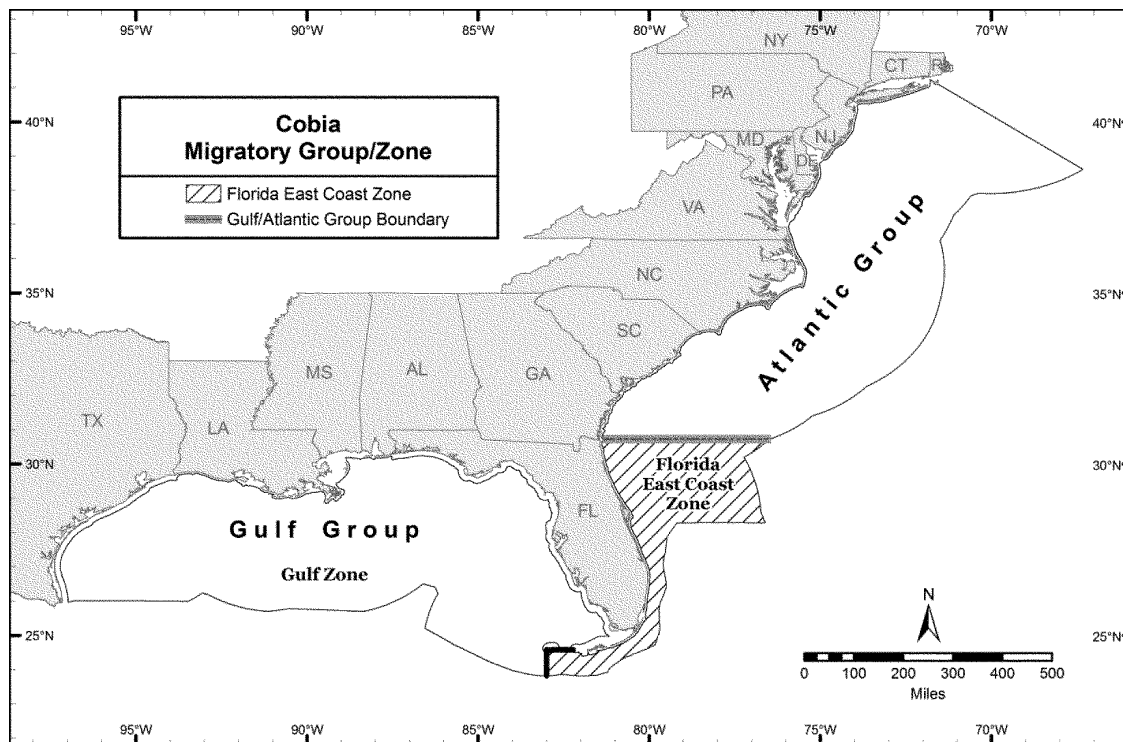 85°W
80°W
75°W
70°W
NY
CT
RI
PA
40°N
40°N
Cobia
Migratory Group/Zone
MD
NJ
DE
Florida East Coast Zone
Gulf/Atlantic Group Boundary
VA
Atlantic Group
NC
35°N
35°N
SC
MS
AL
GA
TX
LA
30°N
30°N
Florida
East Coast
Zone
FL
Gulf Group
Gulf Zone
N
25°N
25°N
0 100 200 300 400 500
Miles
95°W
90°W
85°W
80°W
75°W
70°W